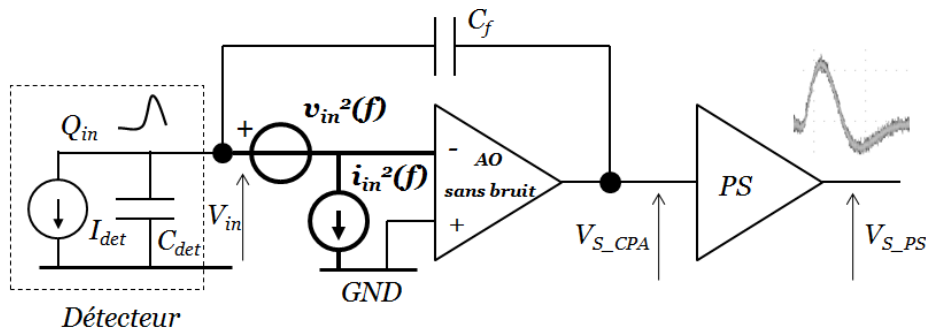 C_f
v_in²(f)
Q_in
+
i_in²(f)
-
AO
sans bruit
+
PS
I_det
C_det
V_in
V_S_CPA
V_S_PS
GND
Détecteur